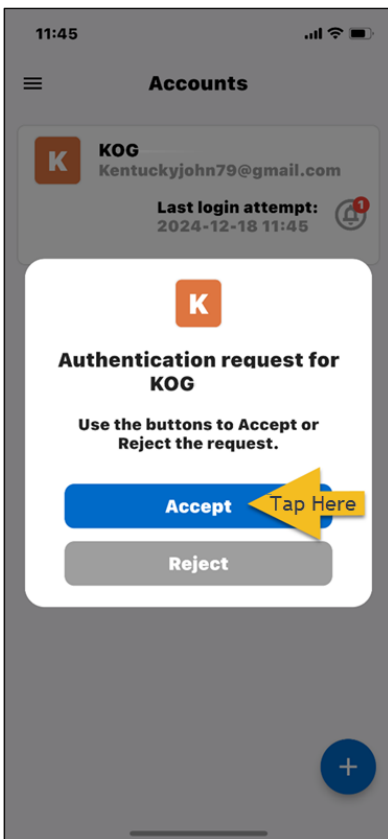 11:45
Accounts
K
KOG
Kentuckyjohn79@gmail.com
Last login attempt:
2024-12-18 11:45
1
K
Authentication request for
KOG
Use the buttons to Accept or
Reject the request.
Accept
Tap Here
Reject
+